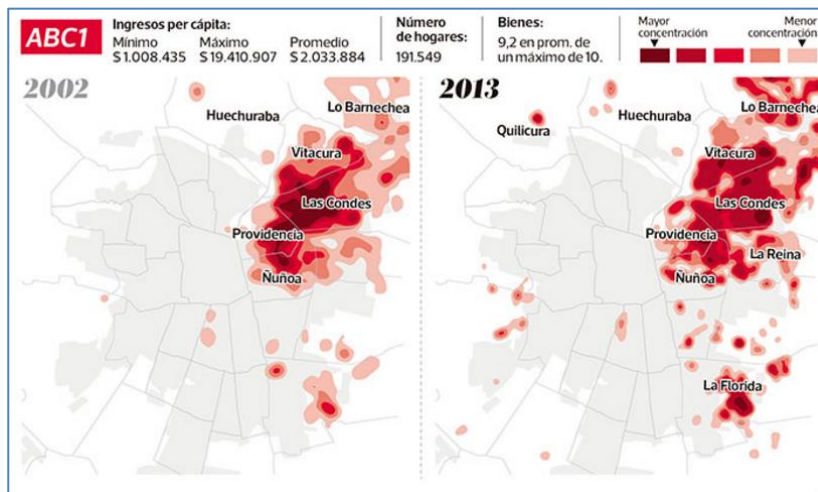 ABC1
Ingresos per cápita:
Mínimo Máximo Promedio
$1.008.435 $19.410.907 $2.033.884
Número
de hogares:
191.549
Bienes:
9,2 en prom. de
un máximo de 10.
Mayor
concentración
Menor
concentración
2002
Lo Barnechea
Huechuraba
Vitacura
Las Condes
Providencia
Ñuñoa
2013
Lo Barnechea
Huechuraba
Quilicura
Vitacura
Las Condes
Providencia
La Reina
Ñuñoa
La Florida